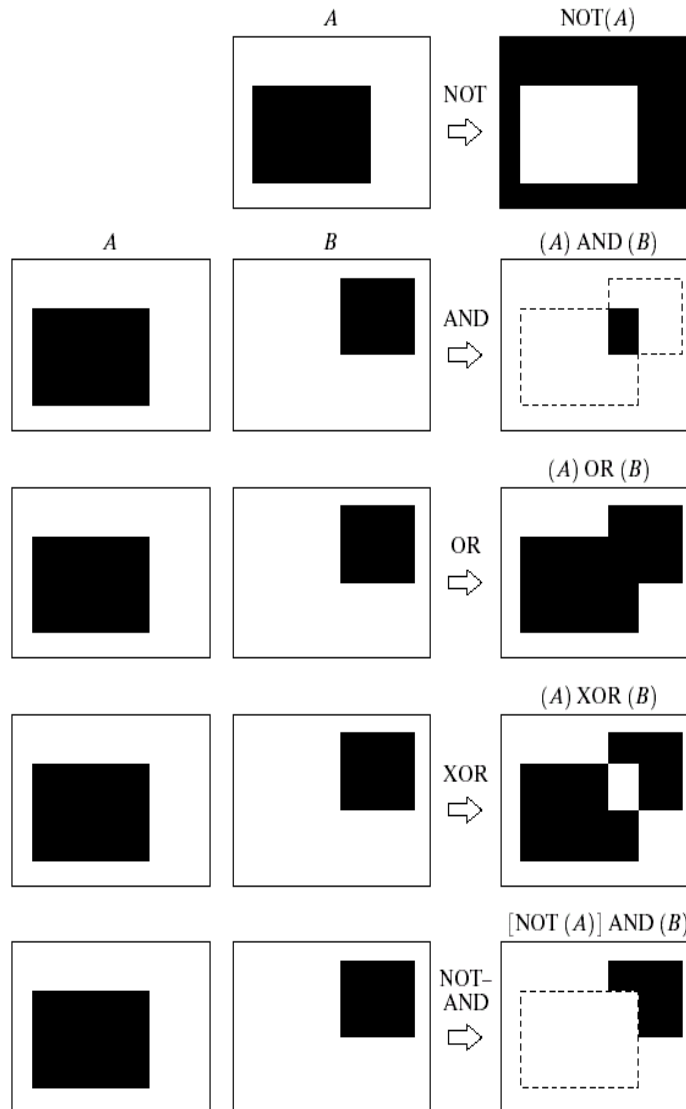 A
NOT(A)
NOT
A
B
(A) AND (B)
AND
(A) OR (B)
OR
(A) XOR (B)
XOR
[NOT (A)] AND (B)
NOT–
AND